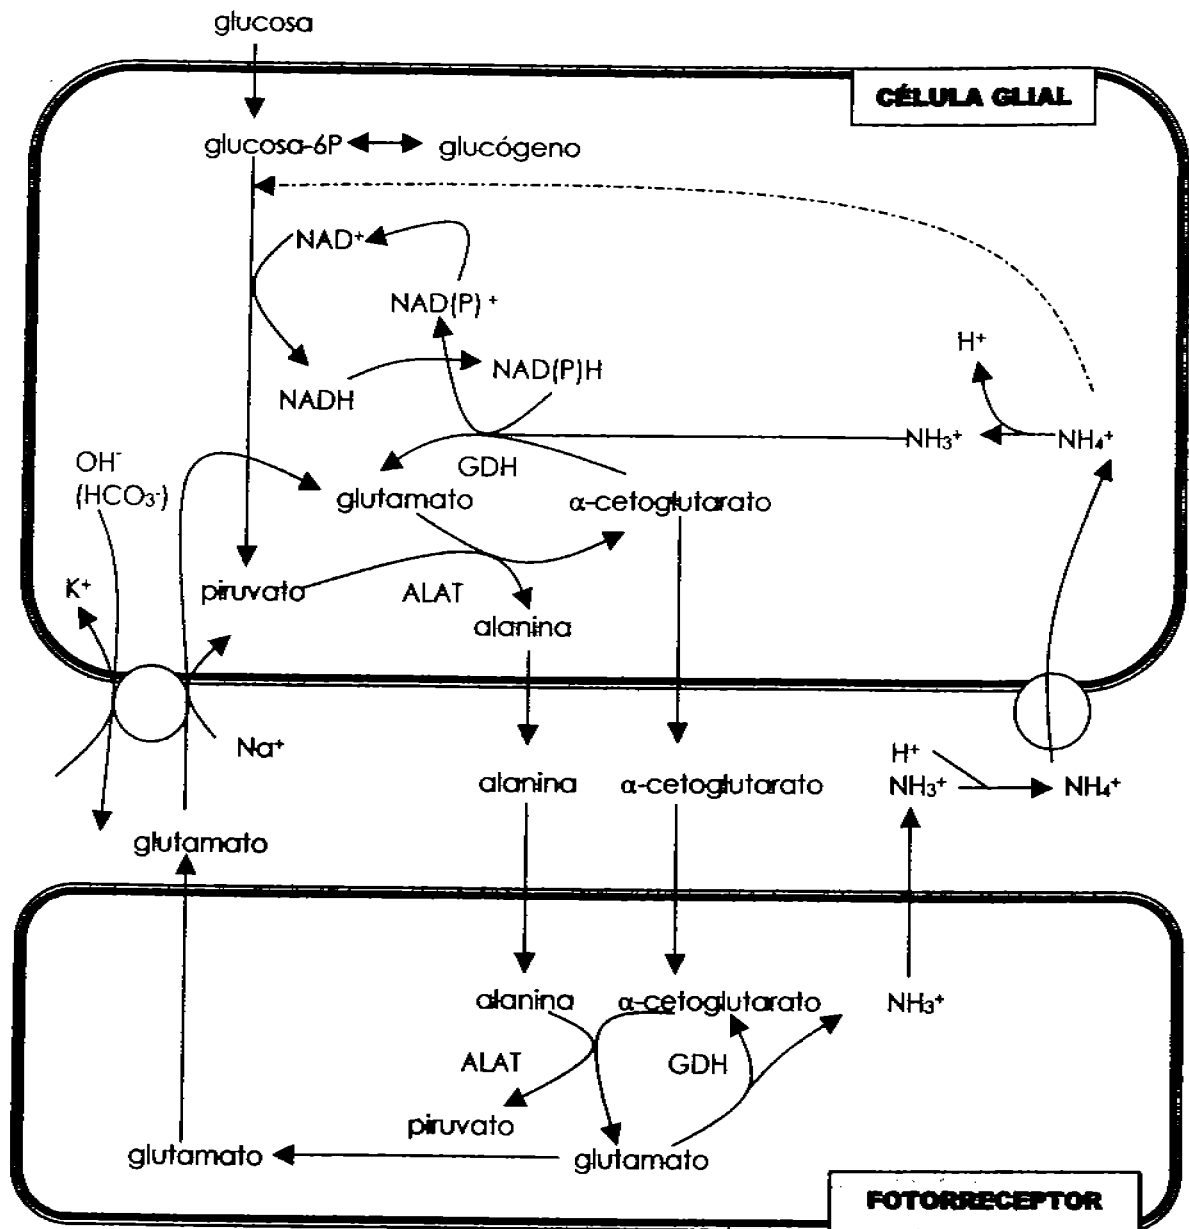 glucosa
CÉLULA GLIAL
glucosa-6P
glucógeno
NAD+
NAD(P) +
H+
NADH
NAD(P)H
NH3+
NH4+
OH-
(HCO3-)
GDH
glutamato
α-cetoglutarato
K+
piruvato
ALAT
alanina
Na+
H+
alanina
α-cetoglutarato
NH3+
NH4+
glutamato
alanina
α-cetoglutarato
NH3+
ALAT
GDH
piruvato
glutamato
glutamato
FOTORRECEPTOR